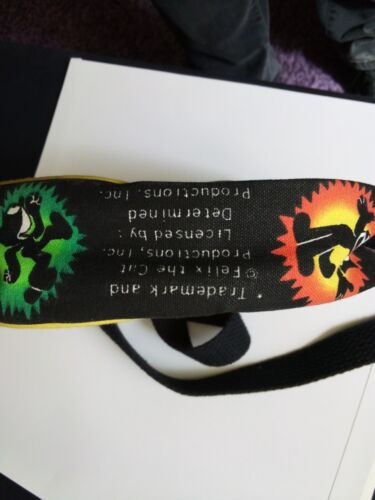 *Trademark and
©Felix the Cat
Productions, Inc.
Licensed by:
Determined
Productions, Inc.